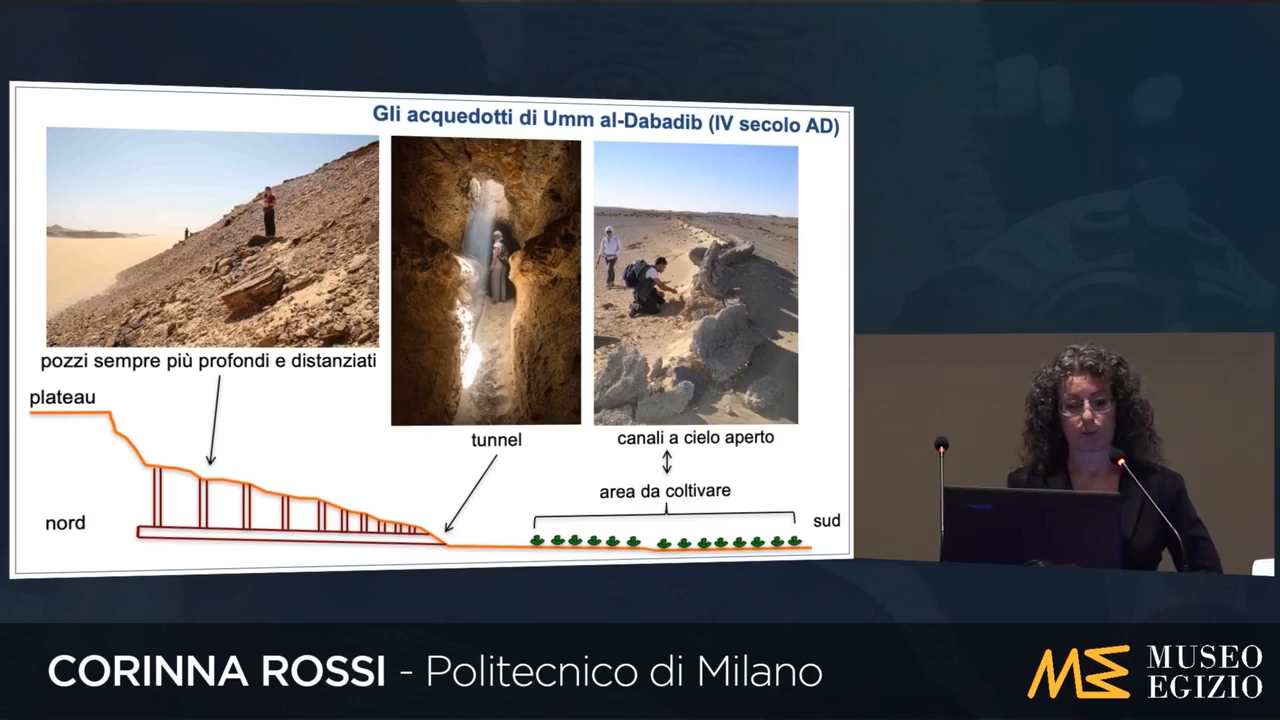 Gli acquedotti di Umm al-Dabadib (IV secolo AD)
pozzi sempre più profondi e distanziati
plateau
tunnel
canali a cielo aperto
area da coltivare
nord
sud
CORINNA ROSSI - Politecnico di Milano
MUSEO
EGIZIO